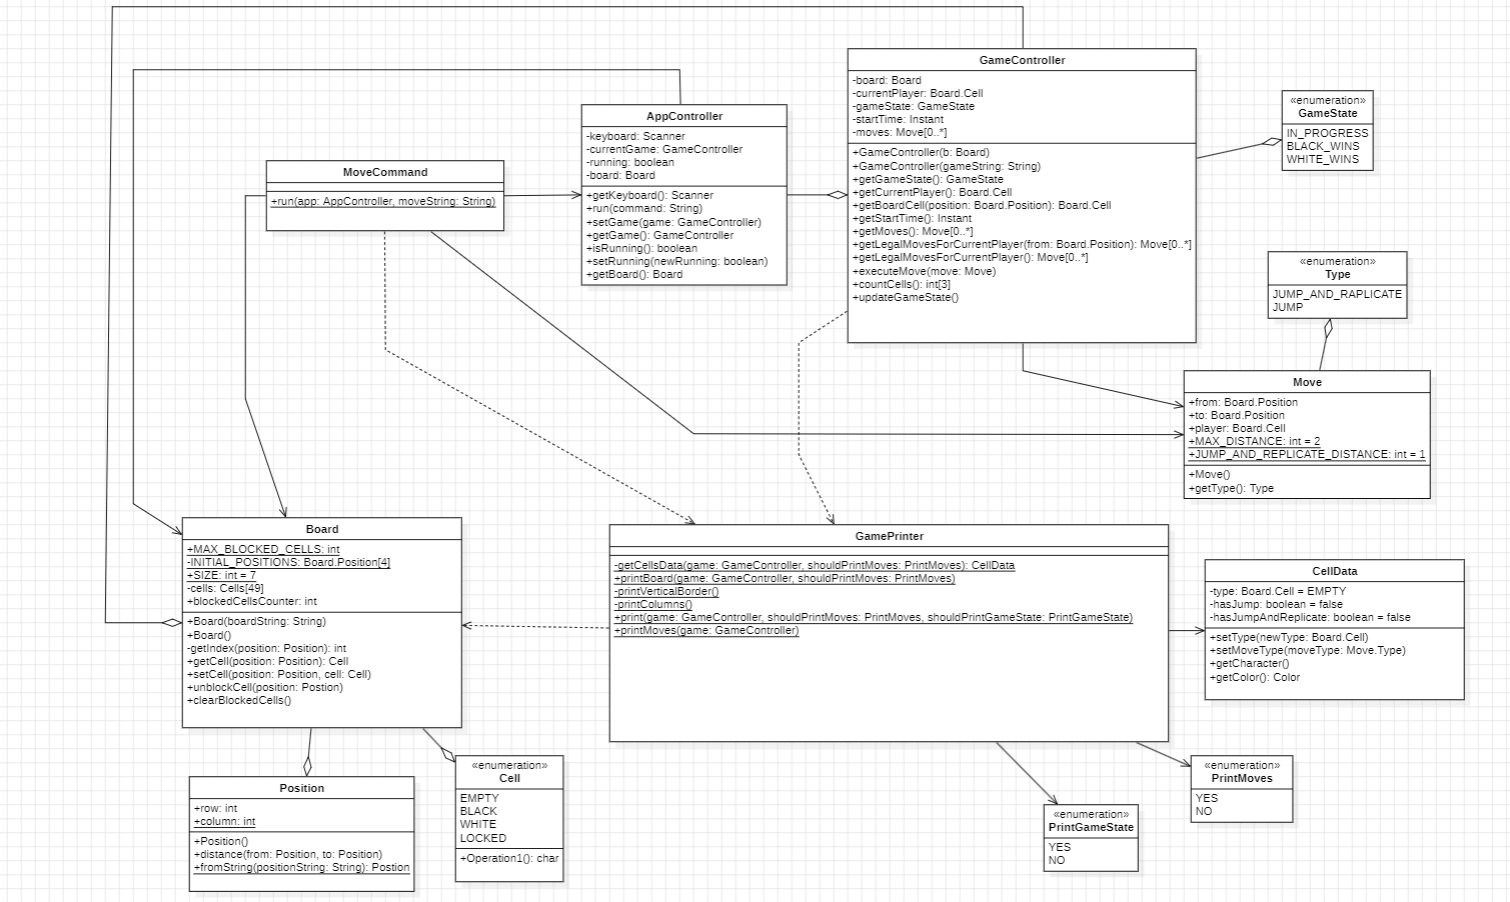 GameController
-board: Board
-currentPlayer: Board.Cell
-gameState: GameState
-startTime: Instant
-moves: Move[0..*]
+GameController(b: Board)
+GameController(gameString: String)
+getGameState(): GameState
+getCurrentPlayer(): Board.Cell
+getBoardCell(position: Board.Position): Board.Cell
+getStartTime(): Instant
+getMoves(): Move[0..*]
+getLegalMovesForCurrentPlayer(from: Board.Position): Move[0..*]
+getLegalMovesForCurrentPlayer(): Move[0..*]
+executeMove(move: Move)
+countCells(): int[3]
+updateGameState()
«enumeration»
GameState
IN_PROGRESS
BLACK_WINS
WHITE_WINS
AppController
-keyboard: Scanner
-currentGame: GameController
-running: boolean
-board: Board
+getKeyboard(): Scanner
+run(command: String)
+setGame(game: GameController)
+getGame(): GameController
+isRunning(): boolean
+setRunning(newRunning: boolean)
+getBoard(): Board
MoveCommand
+run(app: AppController, moveString: String)
«enumeration»
Type
JUMP_AND_RAPLICATE
JUMP
Move
+from: Board.Position
+to: Board.Position
+player: Board.Cell
+MAX_DISTANCE: int = 2
+JUMP_AND_REPLICATE_DISTANCE: int = 1
+Move()
+getType(): Type
Board
+MAX_BLOCKED_CELLS: int
-INITIAL_POSITIONS: Board.Position[4]
+SIZE: int = 7
-cells: Cells[49]
+blockedCellsCounter: int
+Board(boardString: String)
+Board()
-getIndex(position: Position): int
+getCell(position: Position): Cell
+setCell(position: Position, cell: Cell)
+unblockCell(position: Postion)
+clearBlockedCells()
GamePrinter
-getCellsData(game: GameController, shouldPrintMoves: PrintMoves): CellData
+printBoard(game: GameController, shouldPrintMoves: PrintMoves)
-printVerticalBorder()
-printColumns()
+print(game: GameController, shouldPrintMoves: PrintMoves, shouldPrintGameState: PrintGameState)
+printMoves(game: GameController)
CellData
-type: Board.Cell = EMPTY
-hasJump: boolean = false
-hasJumpAndReplicate: boolean = false
+setType(newType: Board.Cell)
+setMoveType(moveType: Move.Type)
+getCharacter()
+getColor(): Color
Position
+row: int
+column: int
+Position()
+distance(from: Position, to: Position)
+fromString(positionString: String): Postion
«enumeration»
Cell
EMPTY
BLACK
WHITE
LOCKED
+Operation1(): char
«enumeration»
PrintGameState
YES
NO
«enumeration»
PrintMoves
YES
NO